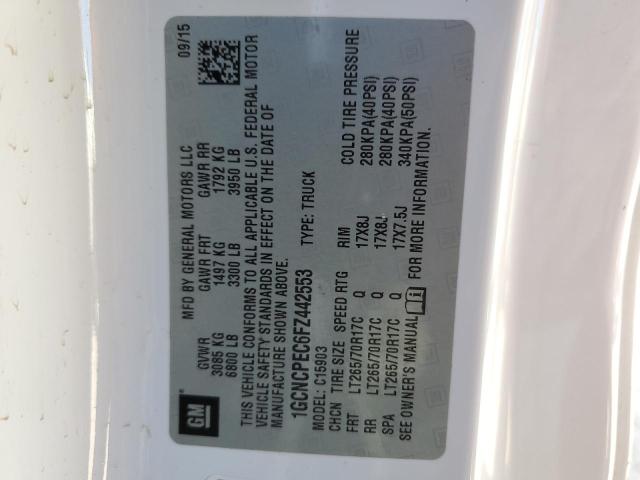 GM
MFD BY GENERAL MOTORS LLC
09/15
GVWR GAWR FRT GAWR RR
3085 KG 1497 KG 1792 KG
6800 LB 3300 LB 3950 LB
THIS VEHICLE CONFORMS TO ALL APPLICABLE U.S. FEDERAL MOTOR
VEHICLE SAFETY STANDARDS IN EFFECT ON THE DATE OF
MANUFACTURE SHOWN ABOVE.
1GCNCPEC6FZ442553 TYPE: TRUCK
MODEL: C15903
CHCN TIRE SIZE SPEED RTG RIM COLD TIRE PRESSURE
FRT LT265/70R17C Q 17X8J 280KPA(40PSI)
RR LT265/70R17C Q 17X8J 280KPA(40PSI)
SPA LT265/70R17C Q 17X7.5J 340KPA(50PSI)
SEE OWNER'S MANUAL FOR MORE INFORMATION.